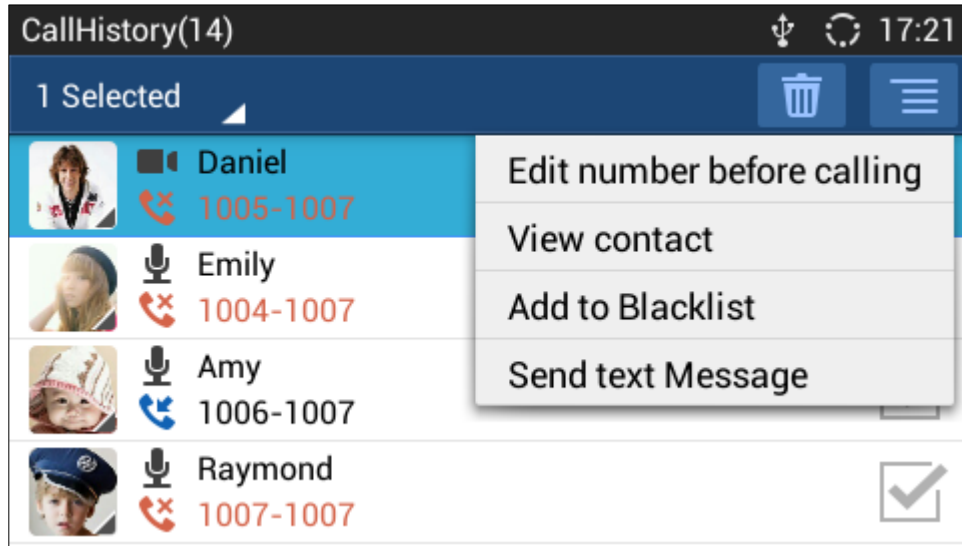 CallHistory(14) 17:21
1 Selected
Daniel
1005-1007
Emily
1004-1007
Amy
1006-1007
Raymond
1007-1007
Edit number before calling
View contact
Add to Blacklist
Send text Message